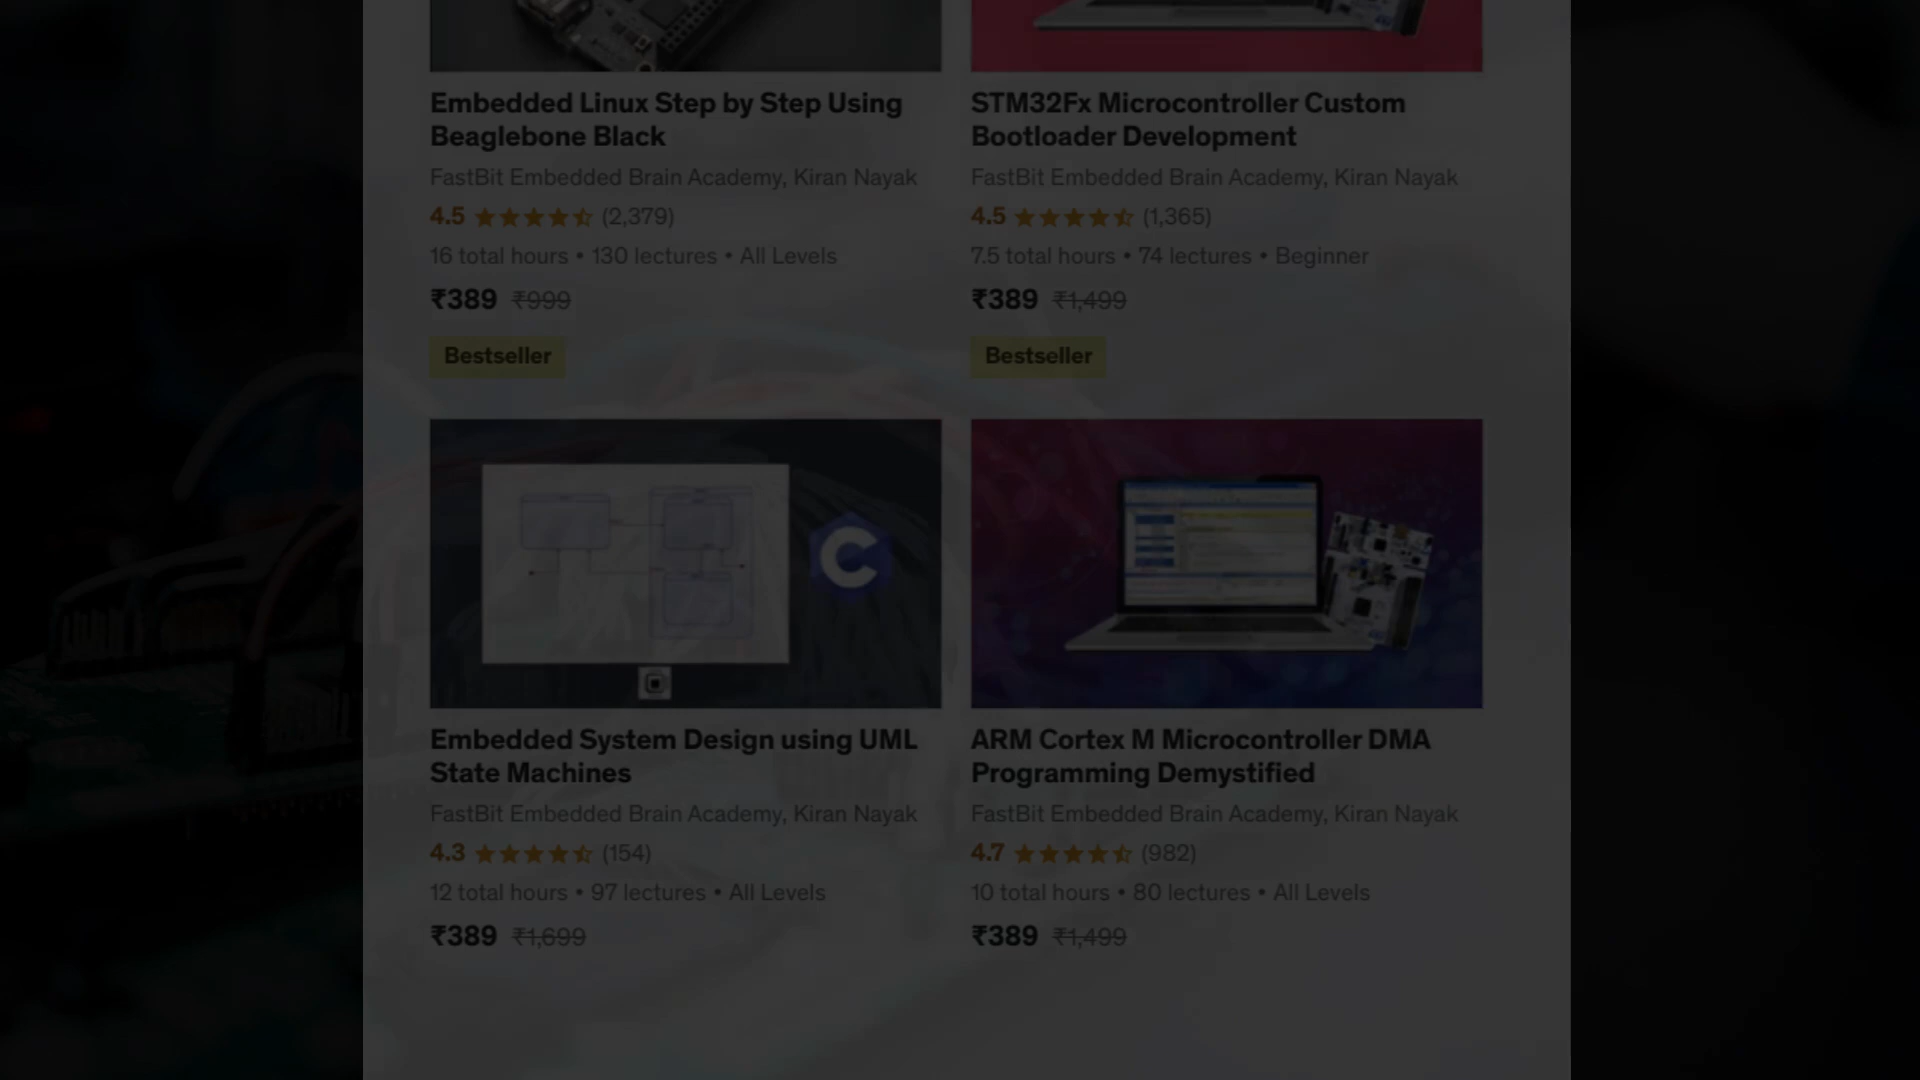 Embedded Linux Step by Step Using
Beaglebone Black
FastBit Embedded Brain Academy, Kiran Nayak
4.5 (2,379)
16 total hours • 130 lectures • All Levels
₹389 ₹999
Bestseller
STM32Fx Microcontroller Custom
Bootloader Development
FastBit Embedded Brain Academy, Kiran Nayak
4.5 (1,365)
7.5 total hours • 74 lectures • Beginner
₹389 ₹1,499
Bestseller
C
Embedded System Design using UML
State Machines
FastBit Embedded Brain Academy, Kiran Nayak
4.3 (154)
12 total hours • 97 lectures • All Levels
₹389 ₹1,699
ARM Cortex M Microcontroller DMA
Programming Demystified
FastBit Embedded Brain Academy, Kiran Nayak
4.7 (982)
10 total hours • 80 lectures • All Levels
₹389 ₹1,499